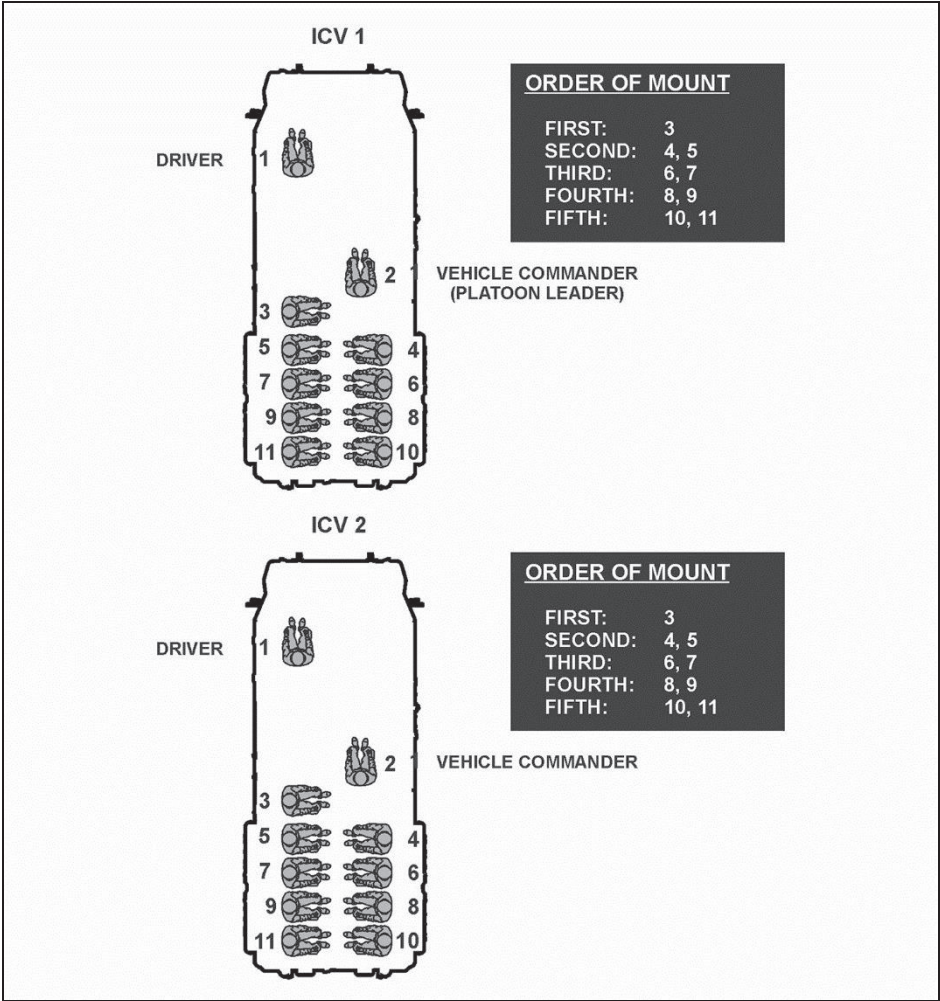 ICV 1
ORDER OF MOUNT
FIRST: 3
SECOND: 4, 5
THIRD: 6, 7
FOURTH: 8, 9
FIFTH: 10, 11
DRIVER 1
2 1 VEHICLE COMMANDER
(PLATOON LEADER)
3
5 4
7 6
9 8
11 10
ICV 2
ORDER OF MOUNT
FIRST: 3
SECOND: 4, 5
THIRD: 6, 7
FOURTH: 8, 9
FIFTH: 10, 11
DRIVER 1
2 1 VEHICLE COMMANDER
3
5 4
7 6
9 8
11 10